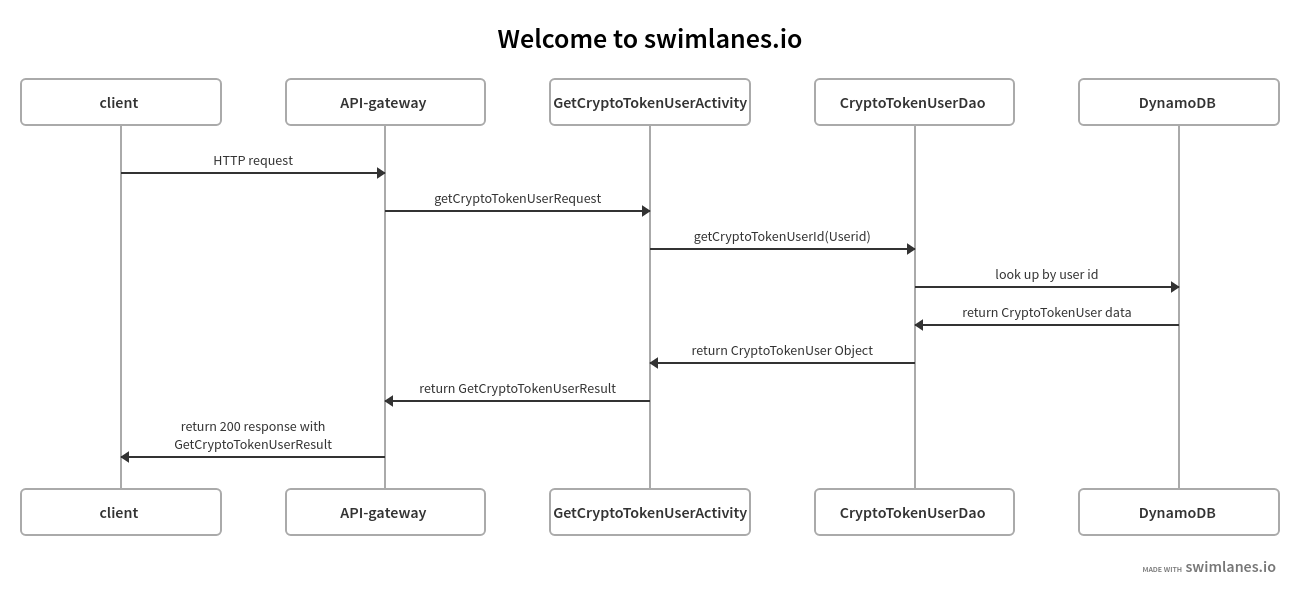 Welcome to swimlanes.io
client
API-gateway
GetCryptoTokenUserActivity
CryptoTokenUserDao
DynamoDB
HTTP request
getCryptoTokenUserRequest
getCryptoTokenUserId(Userid)
look up by user id
return CryptoTokenUser data
return CryptoTokenUser Object
return GetCryptoTokenUserResult
return 200 response with
GetCryptoTokenUserResult
client
API-gateway
GetCryptoTokenUserActivity
CryptoTokenUserDao
DynamoDB
MADE WITH swimlanes.io